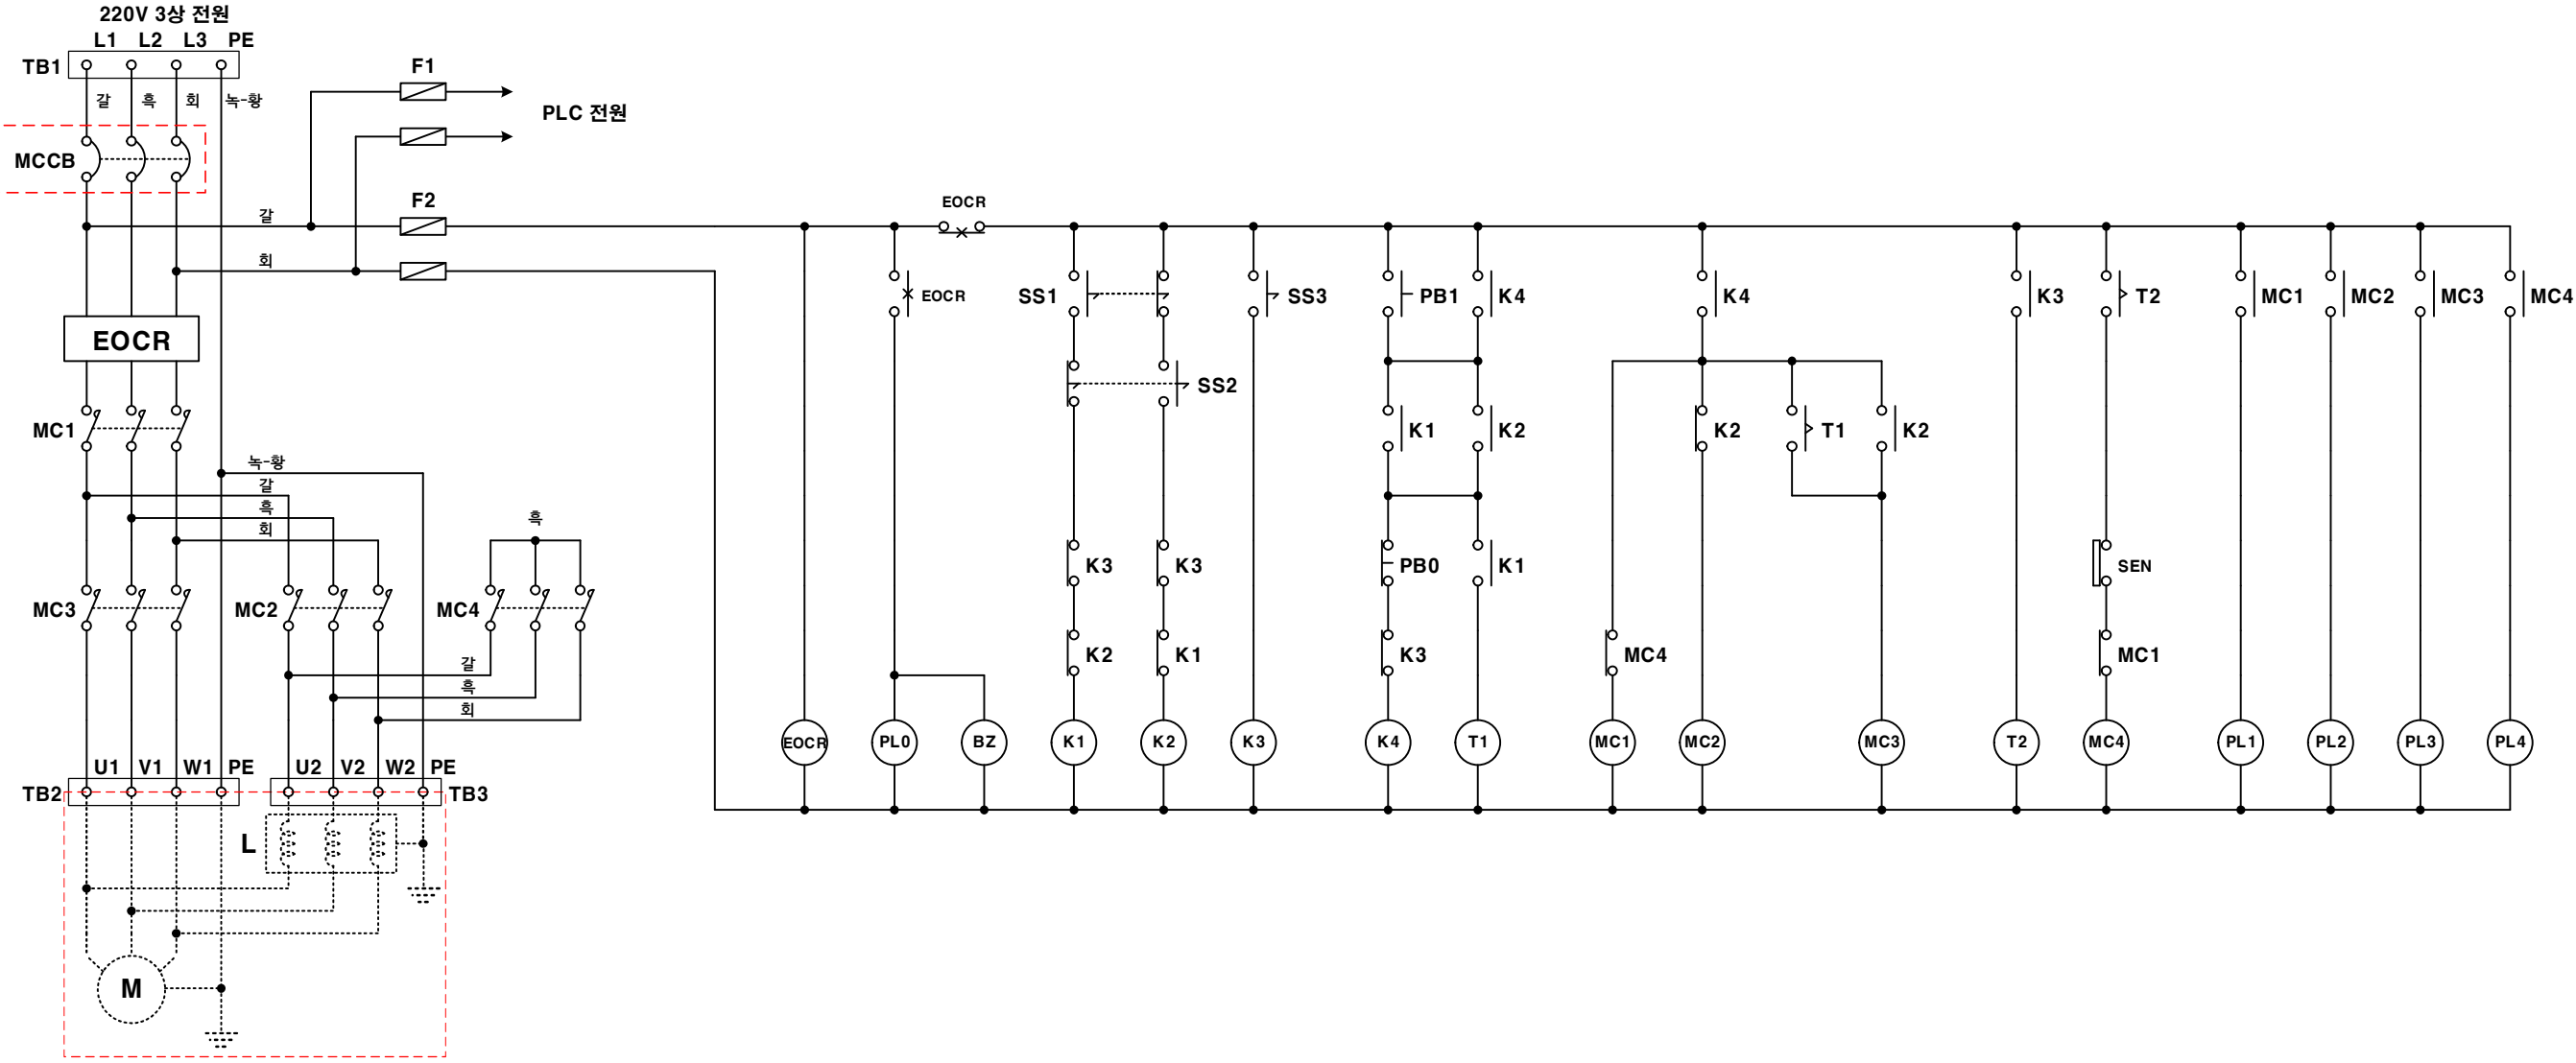 220V 3상 전원
L1 L2 L3 PE
TB1
갈 흑 회 녹-황
F1
PLC 전원
MCCB
갈
F2
EOCR
회
EOCR
SS1
SS3
PB1
K4
K4
K3
T2
MC1
MC2
MC3
MC4
EOCR
SS2
MC1
K1
K2
K2
T1
K2
녹-황
갈
흑
회
흑
K3
K3
PB0
K1
SEN
MC3
MC2
MC4
K2
K1
K3
MC4
MC1
갈
흑
회
EOCR
PL0
BZ
K1
K2
K3
K4
T1
MC1
MC2
MC3
T2
MC4
PL1
PL2
PL3
PL4
U1 V1 W1 PE
U2 V2 W2 PE
TB2
TB3
L
M